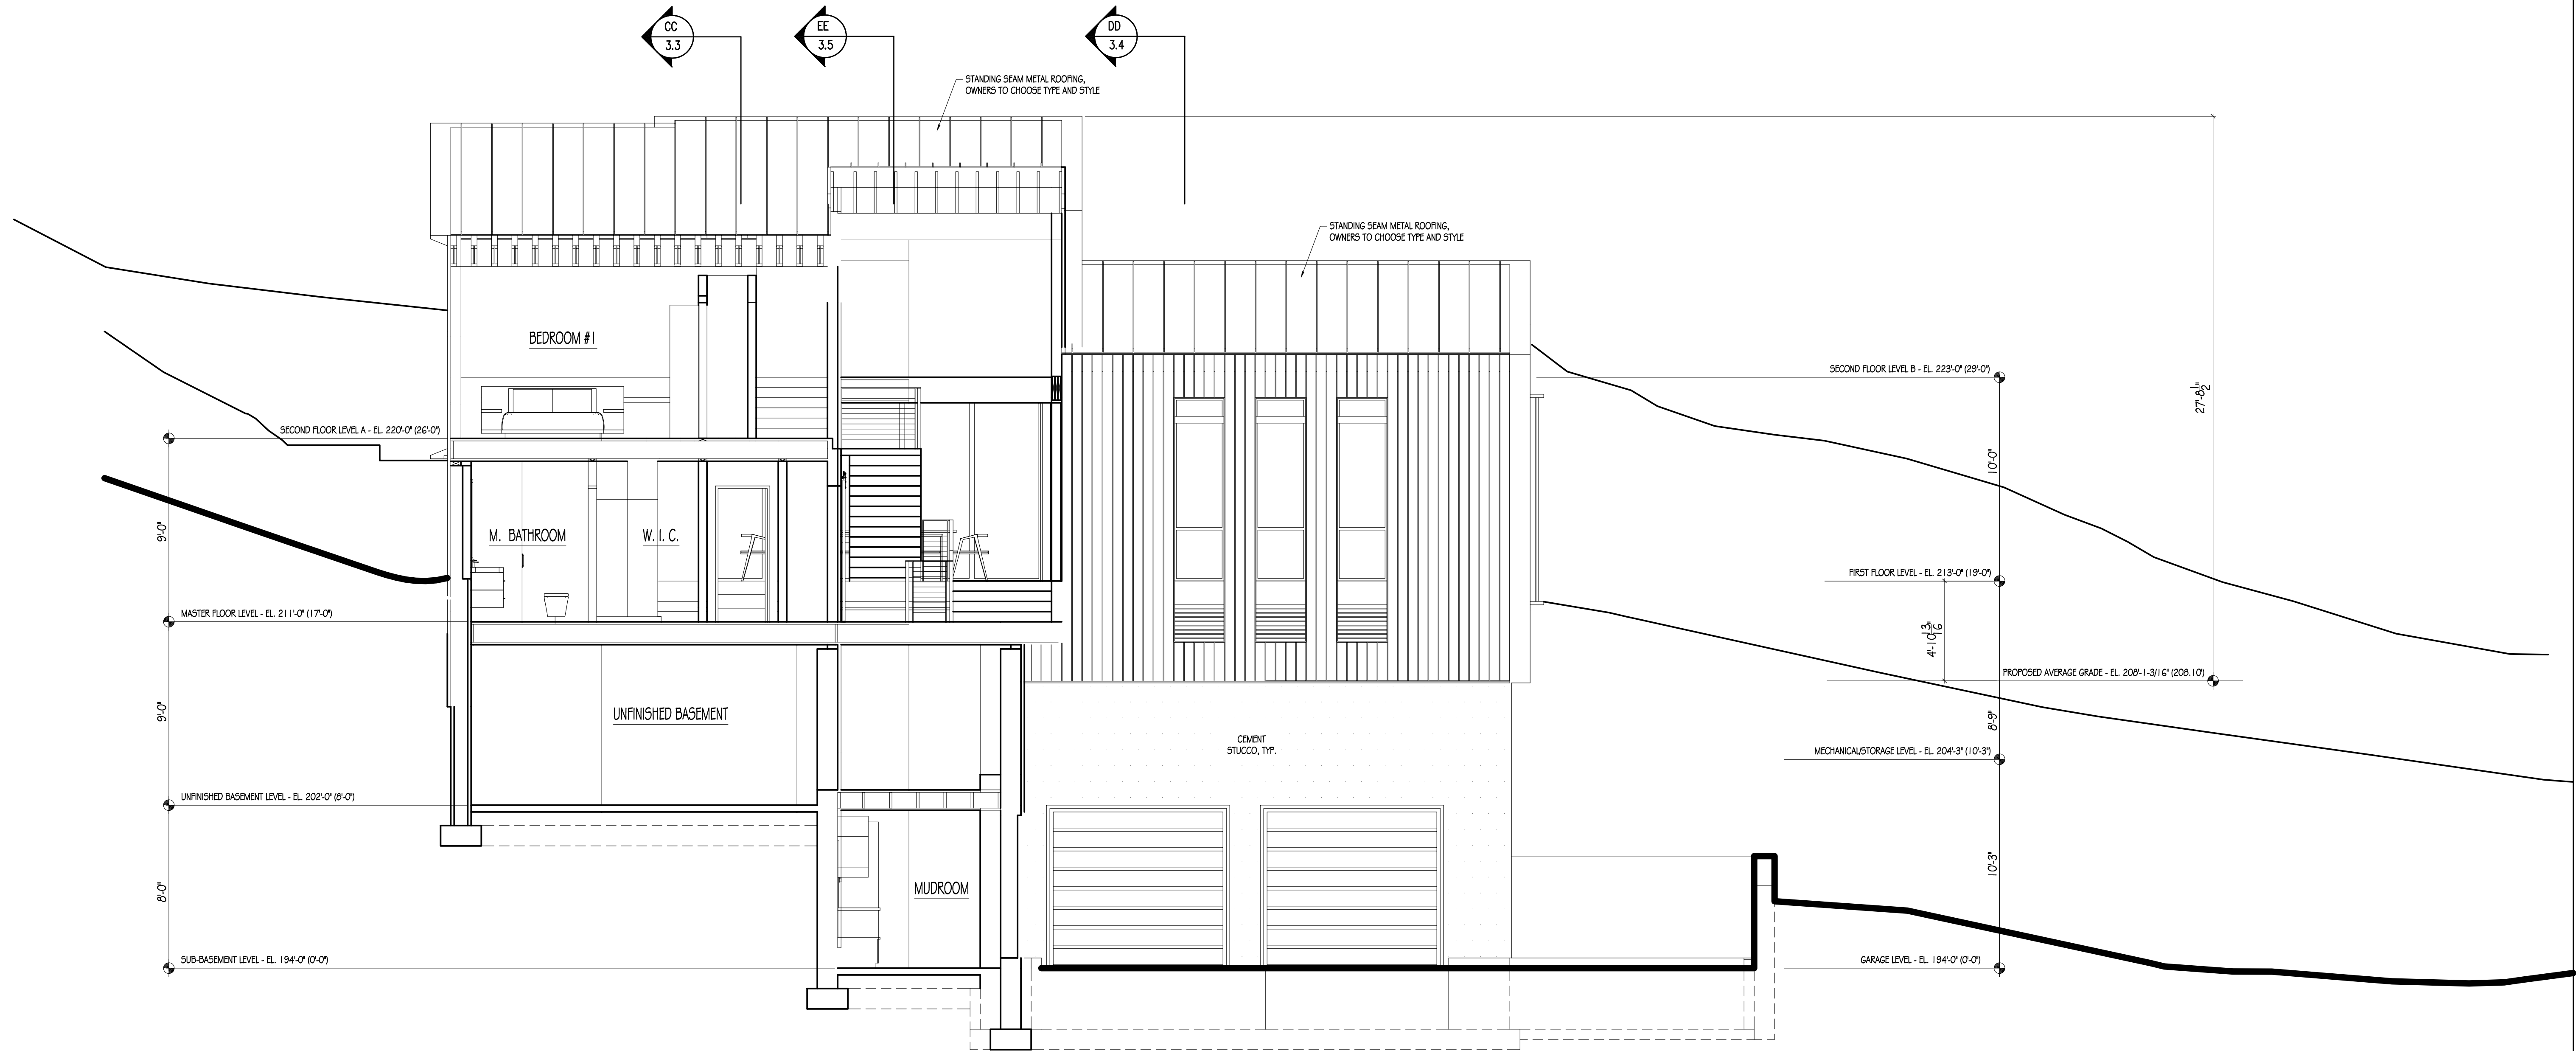 CC
3.3
EE
3.5
DD
3.4
STANDING SEAM METAL ROOFING,
OWNERS TO CHOOSE TYPE AND STYLE
STANDING SEAM METAL ROOFING,
OWNERS TO CHOOSE TYPE AND STYLE
BEDROOM #1
SECOND FLOOR LEVEL B - EL. 223'-0" (29'-0")
27'-8 1/2"
SECOND FLOOR LEVEL A - EL. 220'-0" (26'-0")
10'-0"
9'-0"
M. BATHROOM
W. I. C.
FIRST FLOOR LEVEL - EL. 213'-0" (19'-0")
MASTER FLOOR LEVEL - EL. 211'-0" (17'-0")
4'-10 13/16"
PROPOSED AVERAGE GRADE - EL. 208'-1-3/16" (208.10')
9'-0"
UNFINISHED BASEMENT
8'-9"
CEMENT
STUCCO, TYP.
MECHANICAL/STORAGE LEVEL - EL. 204'-3" (10'-3")
UNFINISHED BASEMENT LEVEL - EL. 202'-0" (8'-0")
10'-3"
8'-0"
MUDROOM
SUB-BASEMENT LEVEL - EL. 194'-0" (0'-0")
GARAGE LEVEL - EL. 194'-0" (0'-0")